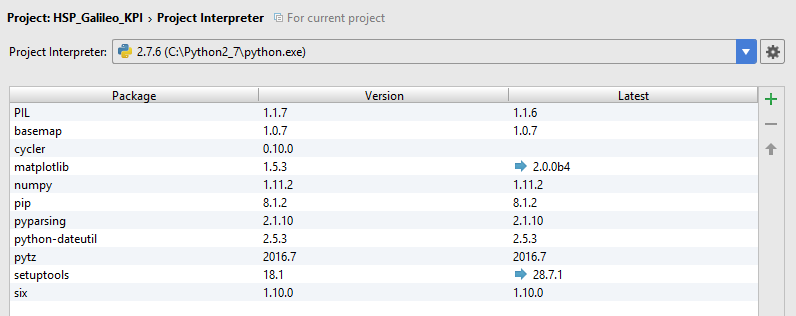 Project: HSP_Galileo_KPI › Project Interpreter For current project
Project Interpreter: 2.7.6 (C:\Python2_7\python.exe)
Package Version Latest
PIL 1.1.7 1.1.6
basemap 1.0.7 1.0.7
cycler 0.10.0
matplotlib 1.5.3 2.0.0b4
numpy 1.11.2 1.11.2
pip 8.1.2 8.1.2
pyparsing 2.1.10 2.1.10
python-dateutil 2.5.3 2.5.3
pytz 2016.7 2016.7
setuptools 18.1 28.7.1
six 1.10.0 1.10.0